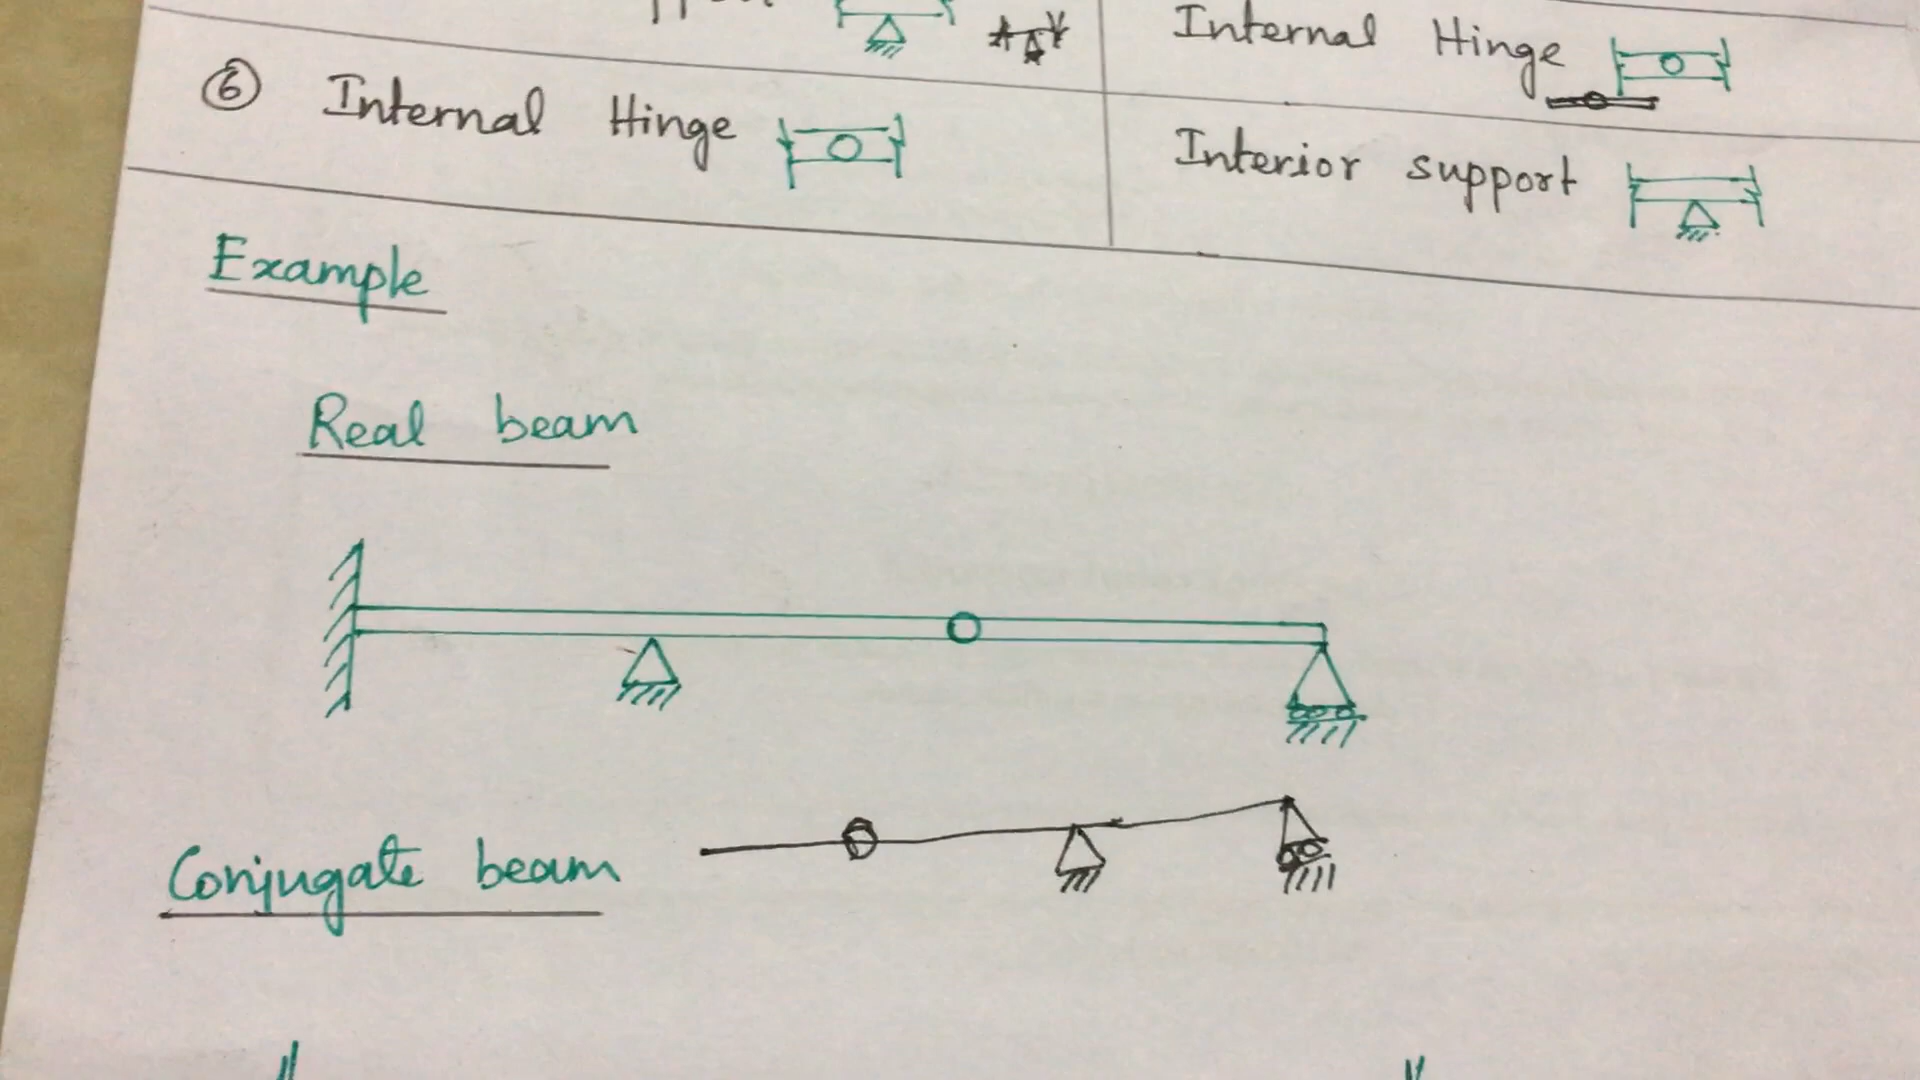 Internal Hinge
⑥ Internal Hinge
Interior support
Example
Real beam
Conjugate beam